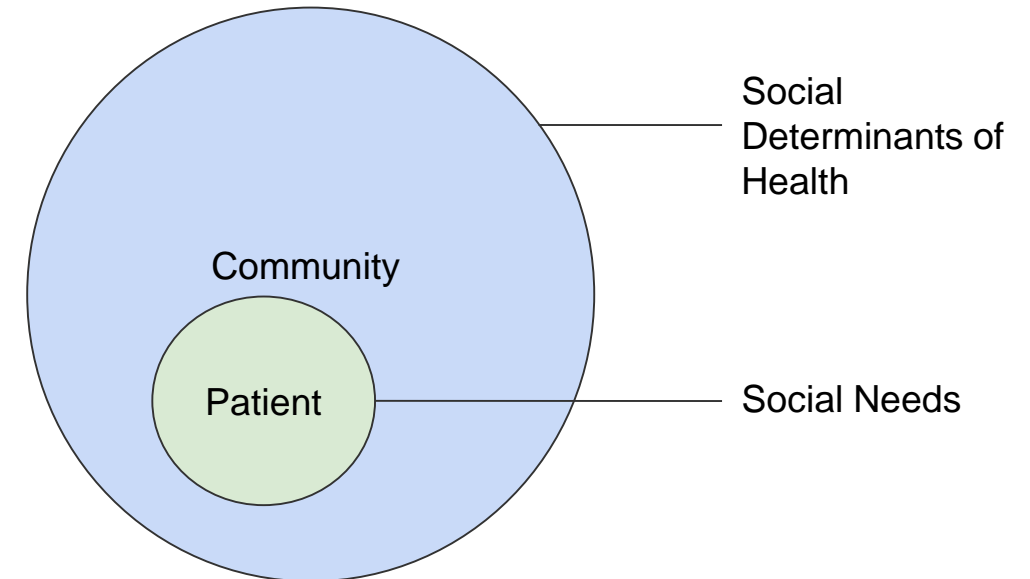 Social
Determinants of
Health
Community
Patient
Social Needs